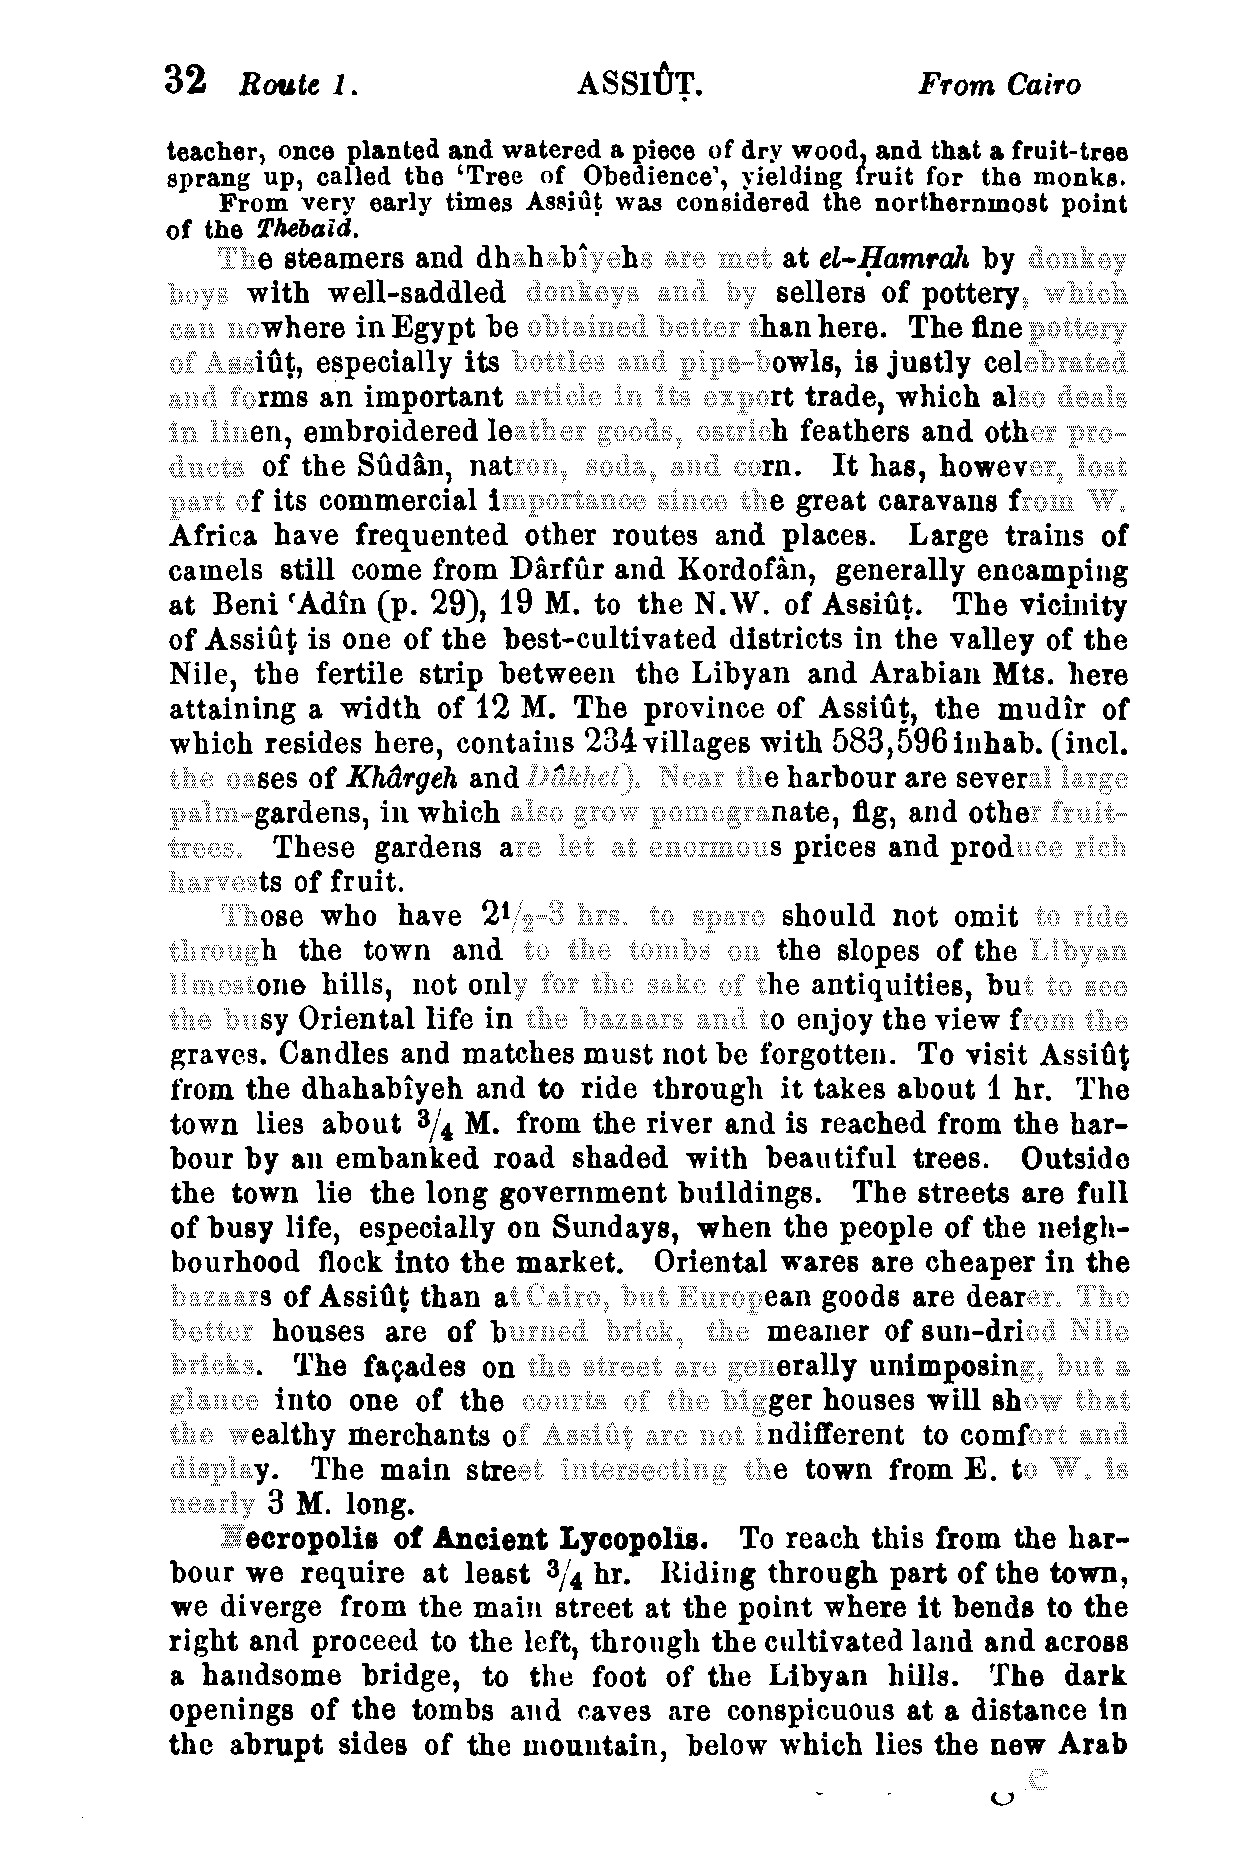 32 Route 1. ASSIÛṬ. From Cairo
teacher, once planted and watered a piece of dry wood, and that a fruit-tree
sprang up, called the 'Tree of Obedience', yielding fruit for the monks.
From very early times Assiûṭ was considered the northernmost point
of the Thebaïd.
The steamers and dhahabîyehs are met at el-Ḥamrah by donkey
boys with well-saddled donkeys and by sellers of pottery, which
can nowhere in Egypt be obtained better than here. The fine pottery
of Assiûṭ, especially its bottles and pipe-bowls, is justly celebrated
and forms an important article in its export trade, which also deals
in linen, embroidered leather goods, ostrich feathers and other pro-
ducts of the Sûdân, natron, soda, and corn. It has, however, lost
part of its commercial importance since the great caravans from W.
Africa have frequented other routes and places. Large trains of
camels still come from Dârfûr and Kordofân, generally encamping
at Beni ʿAdîn (p. 29), 19 M. to the N.W. of Assiûṭ. The vicinity
of Assiûṭ is one of the best-cultivated districts in the valley of the
Nile, the fertile strip between the Libyan and Arabian Mts. here
attaining a width of 12 M. The province of Assiûṭ, the mudîr of
which resides here, contains 234 villages with 583,596 inhab. (incl.
the oases of Khârgeh and Dâkhel). Near the harbour are several large
palm-gardens, in which also grow pomegranate, fig, and other fruit-
trees. These gardens are let at enormous prices and produce rich
harvests of fruit.
Those who have 2 1/2-3 hrs. to spare should not omit to ride
through the town and to the tombs on the slopes of the Libyan
limestone hills, not only for the sake of the antiquities, but to see
the busy Oriental life in the bazaars and to enjoy the view from the
graves. Candles and matches must not be forgotten. To visit Assiûṭ
from the dhahabîyeh and to ride through it takes about 1 hr. The
town lies about 3/4 M. from the river and is reached from the har-
bour by an embanked road shaded with beautiful trees. Outside
the town lie the long government buildings. The streets are full
of busy life, especially on Sundays, when the people of the neigh-
bourhood flock into the market. Oriental wares are cheaper in the
bazaars of Assiûṭ than at Cairo, but European goods are dearer. The
better houses are of burned brick, the meaner of sun-dried Nile
bricks. The façades on the street are generally unimposing, but a
glance into one of the courts of the bigger houses will show that
the wealthy merchants of Assiûṭ are not indifferent to comfort and
display. The main street intersecting the town from E. to W. is
nearly 3 M. long.
Necropolis of Ancient Lycopolis. To reach this from the har-
bour we require at least 3/4 hr. Riding through part of the town,
we diverge from the main street at the point where it bends to the
right and proceed to the left, through the cultivated land and across
a handsome bridge, to the foot of the Libyan hills. The dark
openings of the tombs and caves are conspicuous at a distance in
the abrupt sides of the mountain, below which lies the new Arab